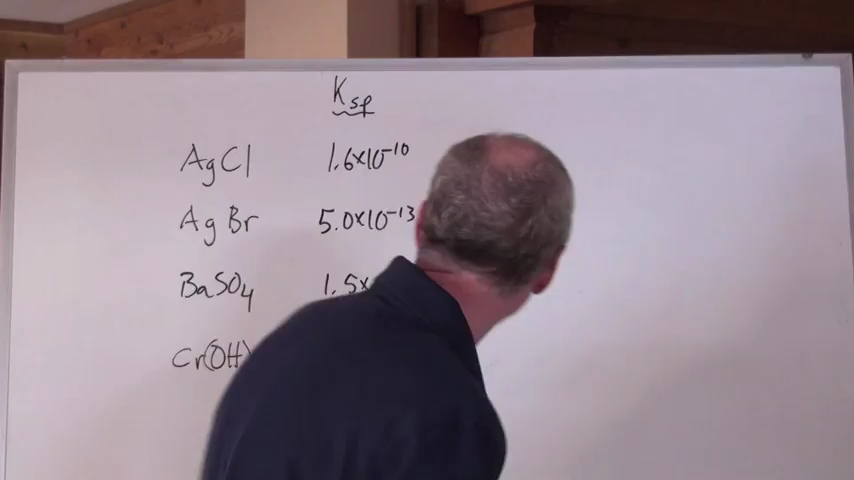 Ksp
AgCl 1.6x10⁻¹⁰
AgBr 5.0x10⁻¹³
BaSO₄ 1.5x
Cr(OH)